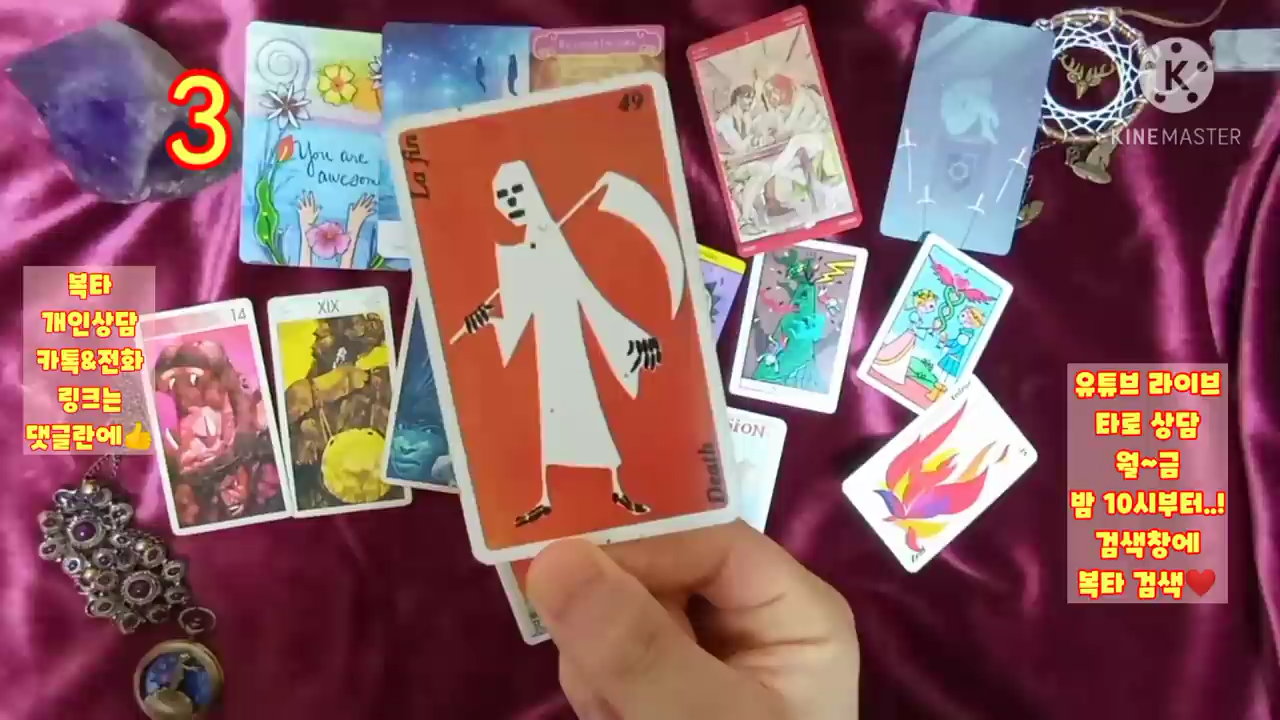 3
복타
개인상담
카톡&전화
링크는
댓글란에👍
You are
awesome
La fin
49
Death
14
XIX
SION
KINEMASTER
유튜브 라이브
타로 상담
월~금
밤 10시부터..!
검색창에
복타 검색♥